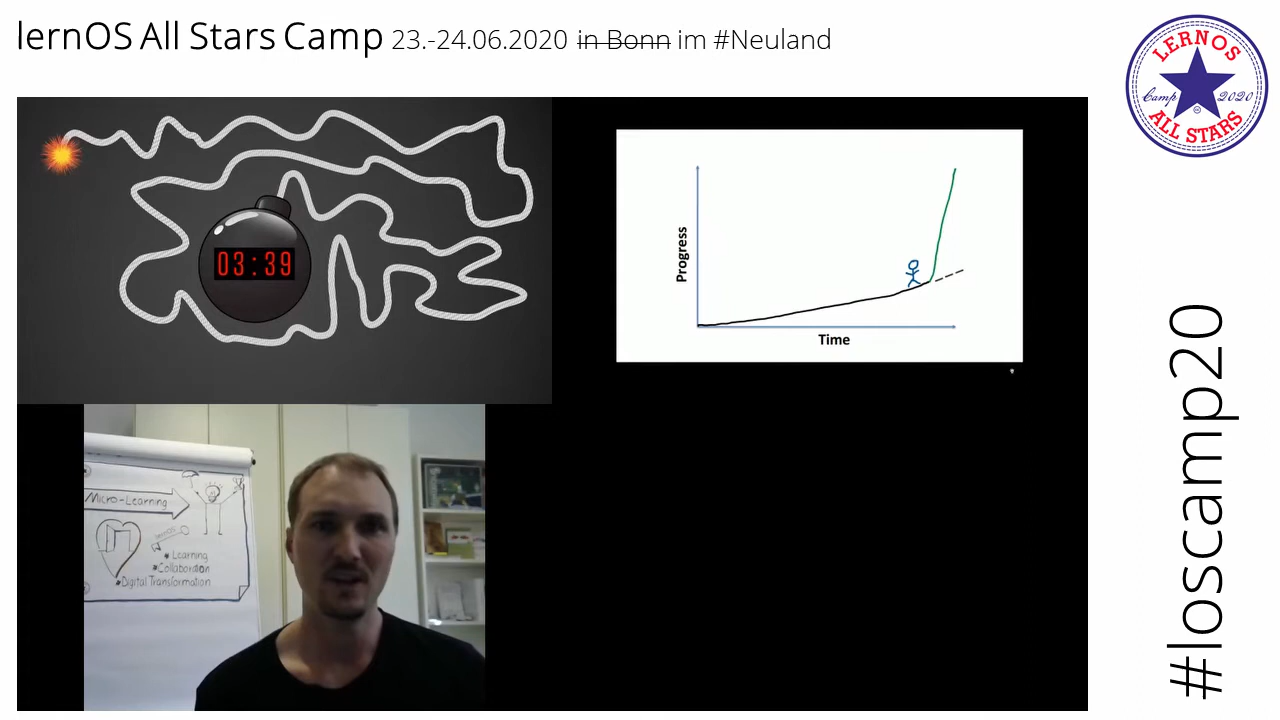 lernOS All Stars Camp 23.-24.06.2020 in Bonn im #Neuland
LERNOS
Camp 2020
ALL STARS
03:39
Progress
Time
Micro-Learning
lernOS
* Learning
*Collaboration
*Digital Transformation
#loscamp20